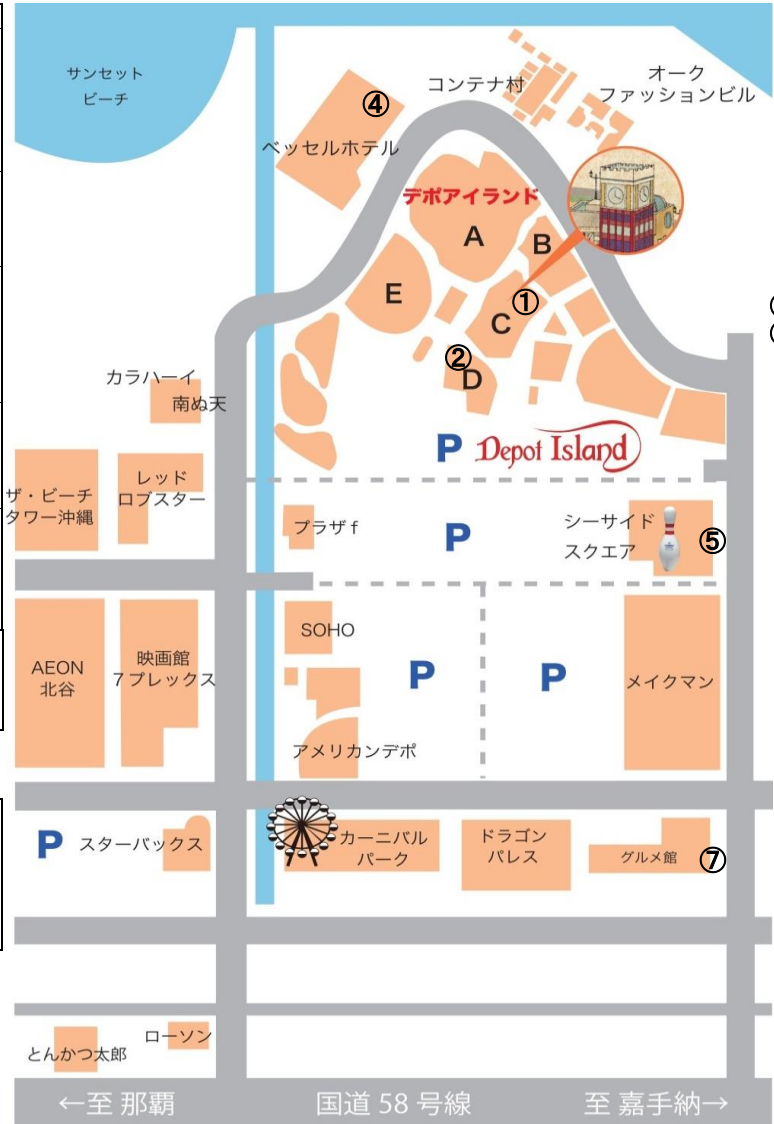 サンセット
ビーチ
④
ベッセルホテル
コンテナ村
オーク
ファッションビル
デポアイランド
A
B
E
①
C
②
D
カラハーイ
南ぬ天
P
Depot Island
ザ・ビーチ
タワー沖縄
レッド
ロブスター
プラザf
P
シーサイド
スクエア
⑤
AEON
北谷
映画館
7プレックス
SOHO
P
P
メイクマン
アメリカンデポ
P
スターバックス
カーニバル
パーク
ドラゴン
パレス
グルメ館
⑦
とんかつ太郎
ローソン
←至 那覇
国道 58 号線
至 嘉手納→